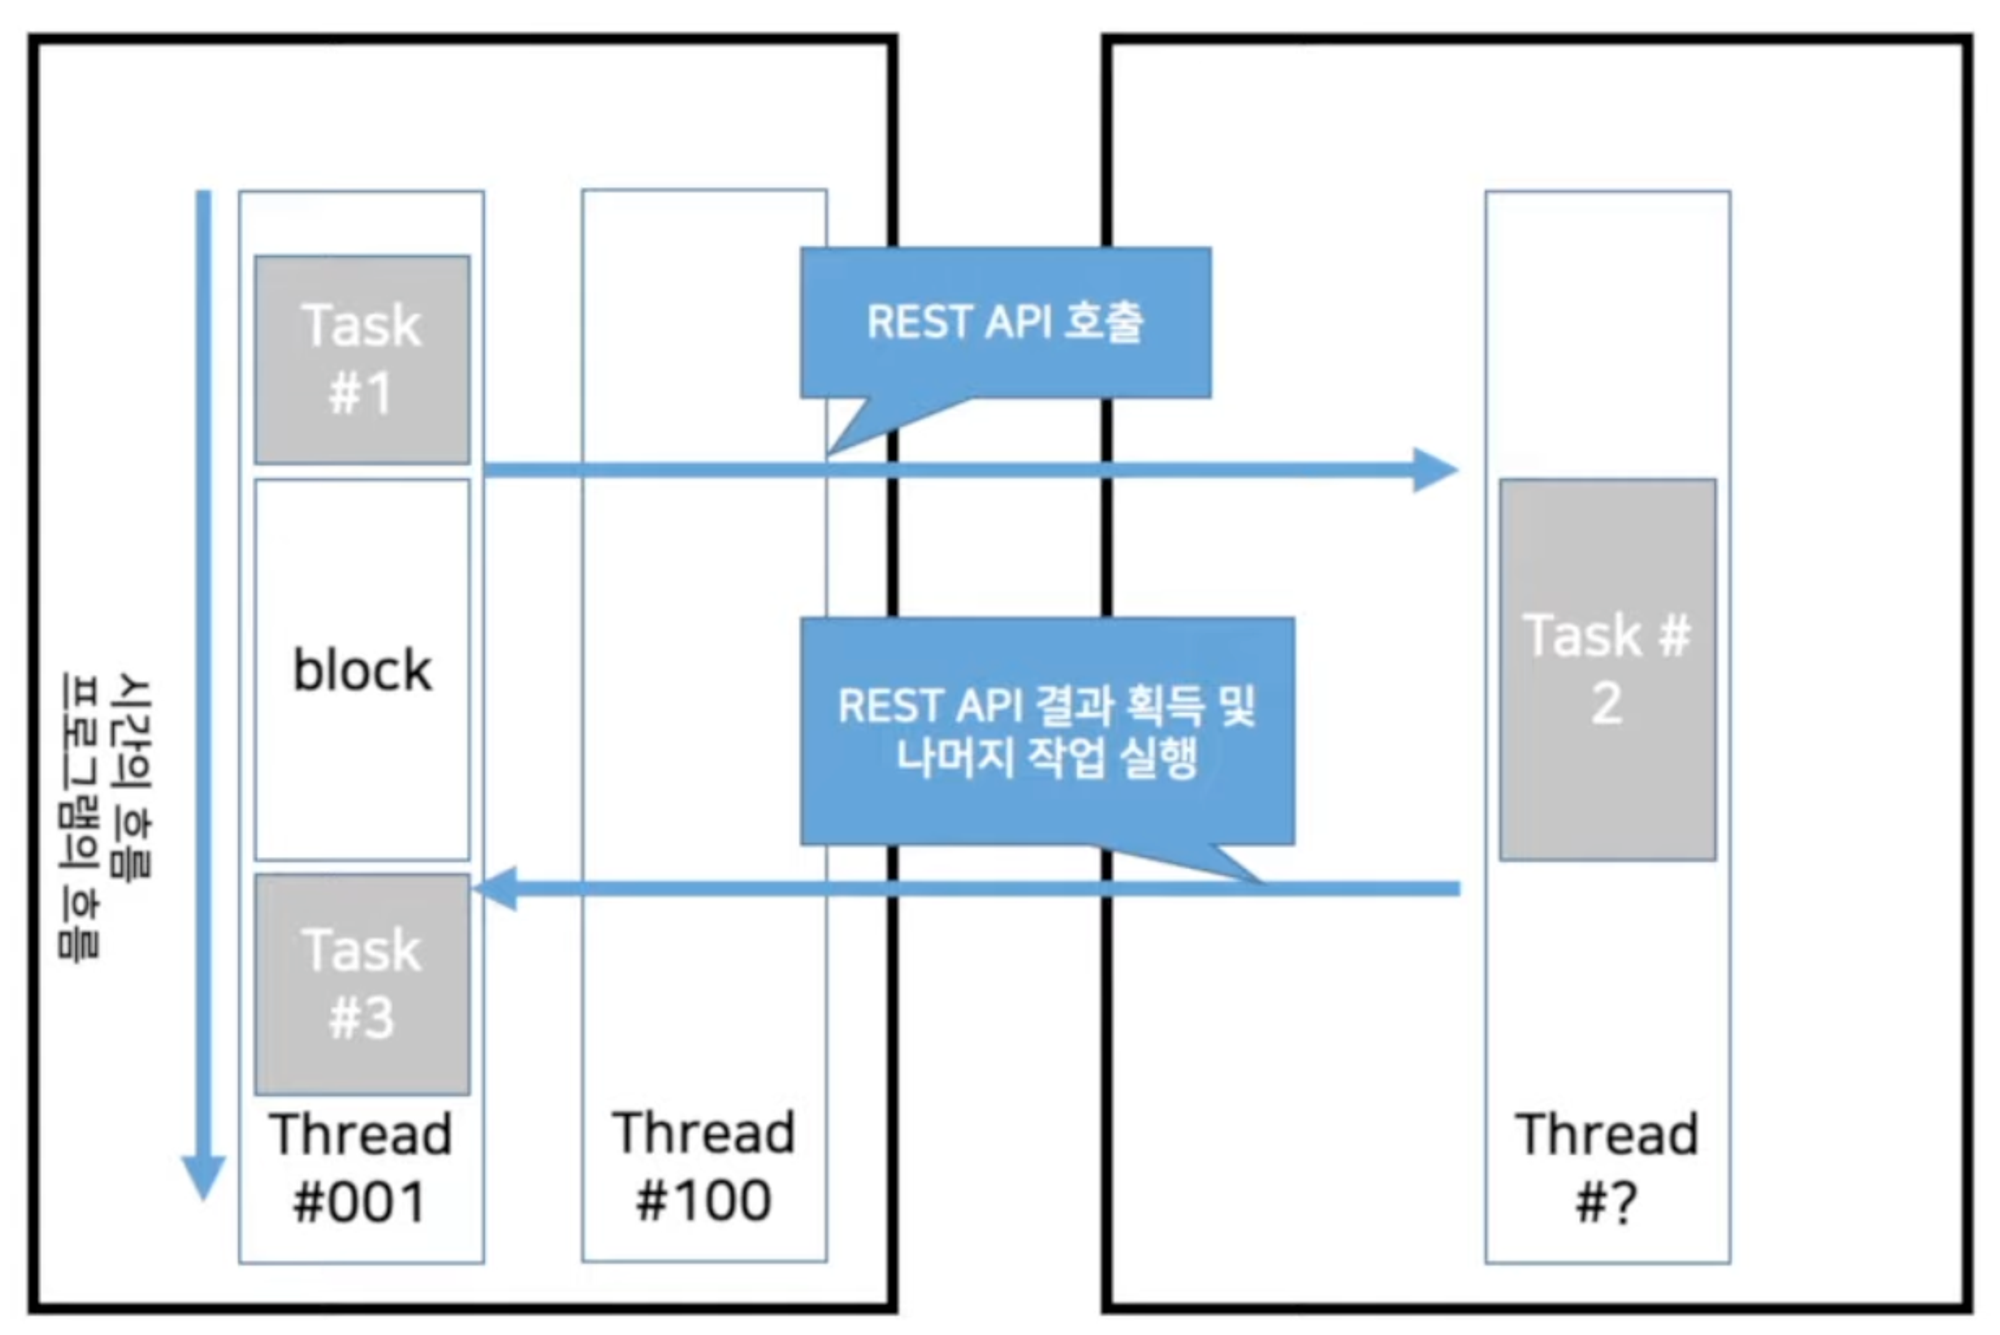 Task
#1
block
Task
#3
Thread
#001
Thread
#100
REST API 호출
REST API 결과 획득 및
나머지 작업 실행
Task #
2
Thread
#?
시간의 흐름
프로그램의 흐름